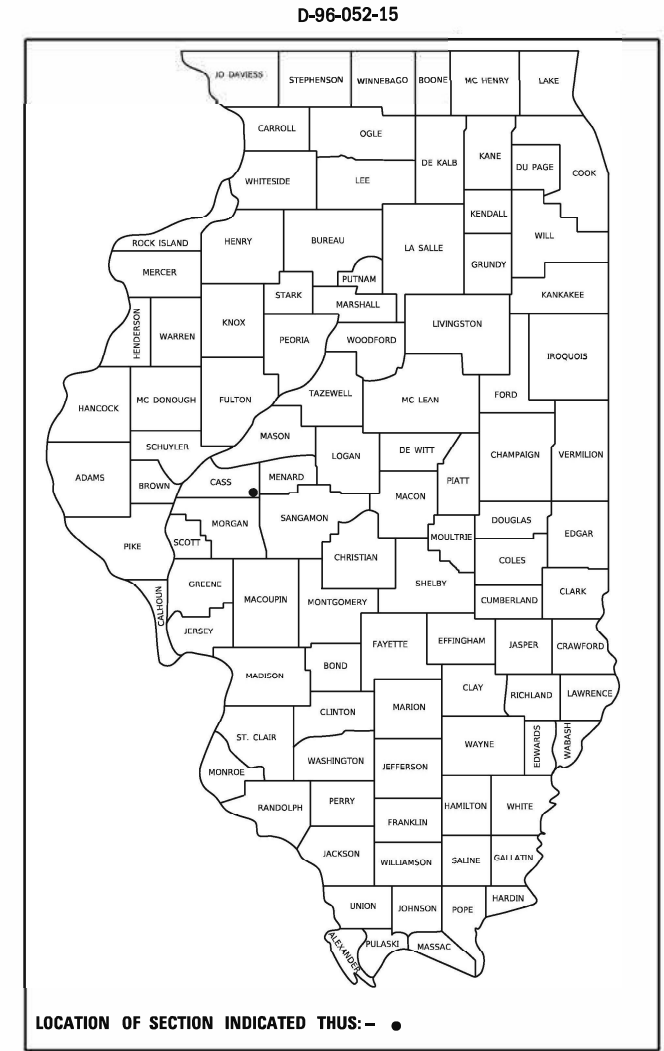 D-96-052-15
JO DAVIESS
STEPHENSON
WINNEBAGO
BOONE
MC HENRY
LAKE
CARROLL
OGLE
DE KALB
KANE
DU PAGE
COOK
WHITESIDE
LEE
KENDALL
ROCK ISLAND
HENRY
BUREAU
LA SALLE
WILL
MERCER
PUTNAM
GRUNDY
STARK
MARSHALL
KANKAKEE
HENDERSON
WARREN
KNOX
PEORIA
WOODFORD
LIVINGSTON
IROQUOIS
HANCOCK
MC DONOUGH
FULTON
TAZEWELL
MC LEAN
FORD
MASON
SCHUYLER
LOGAN
DE WITT
CHAMPAIGN
VERMILION
ADAMS
BROWN
CASS
MENARD
PIATT
MACON
MORGAN
SANGAMON
DOUGLAS
EDGAR
PIKE
SCOTT
MOULTRIE
CHRISTIAN
COLES
GREENE
SHELBY
CALHOUN
MACOUPIN
MONTGOMERY
CUMBERLAND
CLARK
JERSEY
FAYETTE
EFFINGHAM
JASPER
CRAWFORD
MADISON
BOND
CLAY
RICHLAND
LAWRENCE
CLINTON
MARION
ST. CLAIR
WAYNE
EDWARDS
WABASH
WASHINGTON
JEFFERSON
MONROE
RANDOLPH
PERRY
HAMILTON
WHITE
FRANKLIN
JACKSON
WILLIAMSON
SALINE
GALLATIN
UNION
JOHNSON
POPE
HARDIN
ALEXANDER
PULASKI
MASSAC
LOCATION OF SECTION INDICATED THUS: – ●